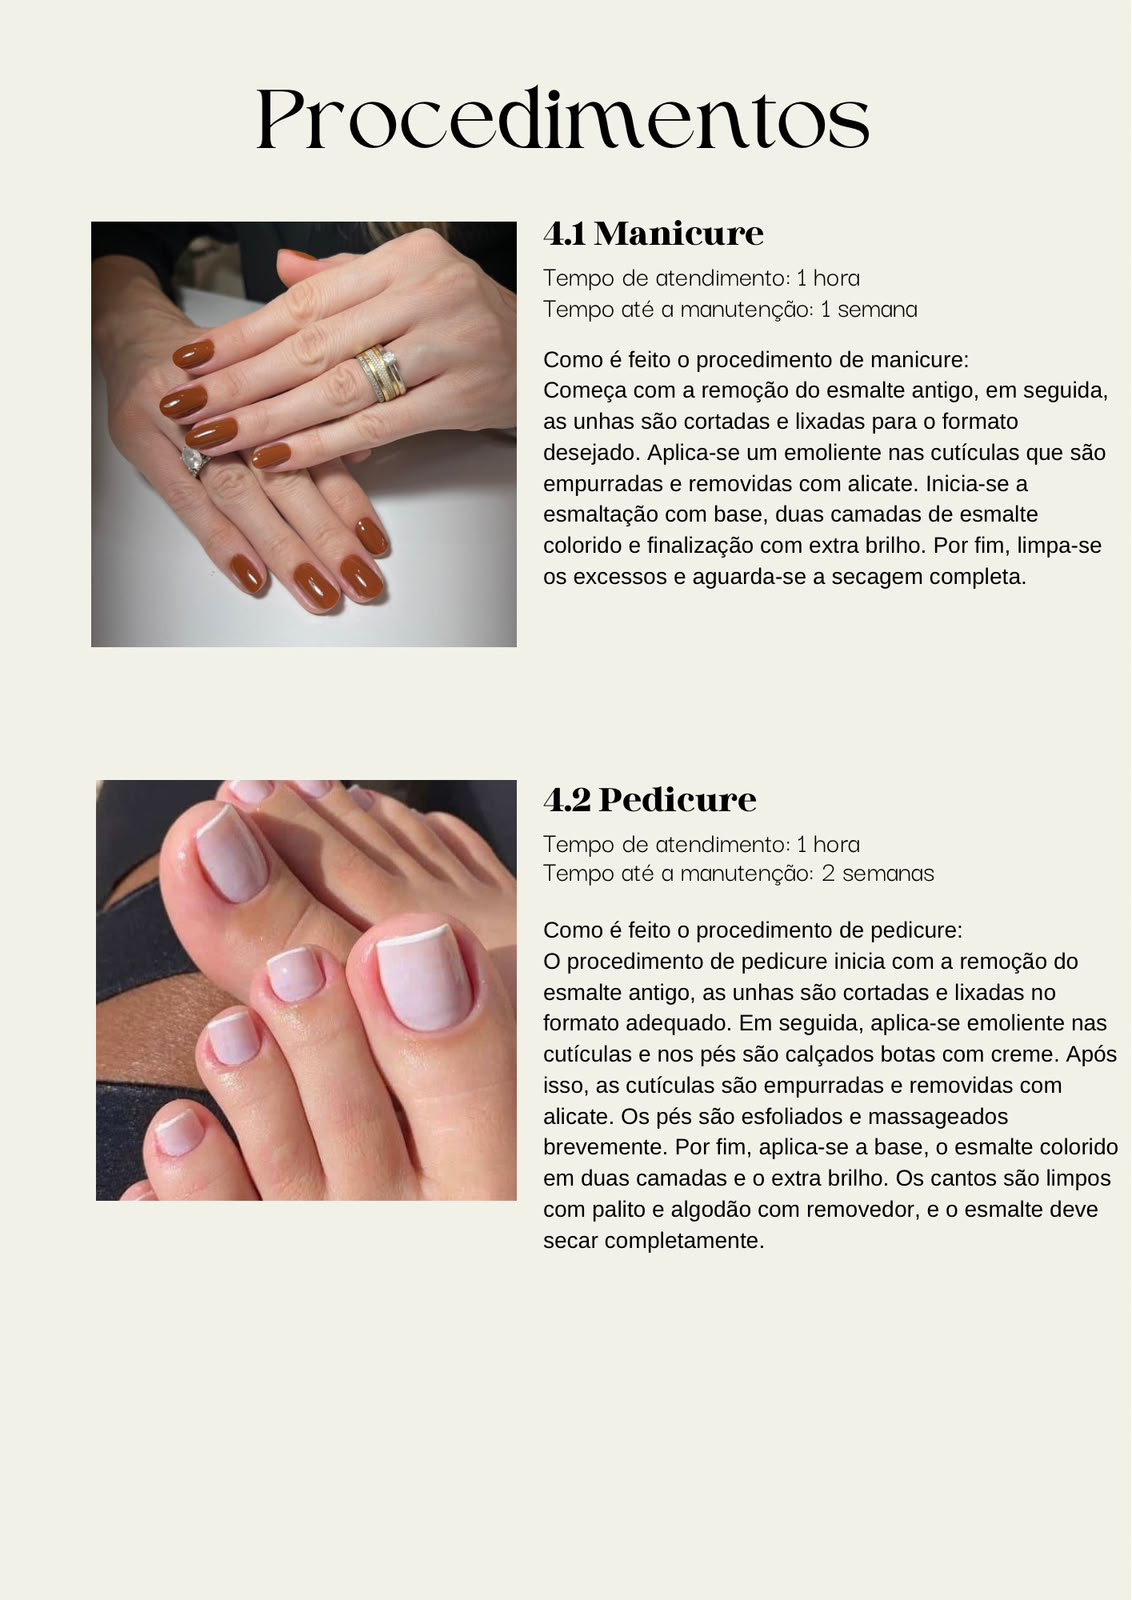 Procedimentos
4.1 Manicure
Tempo de atendimento: 1 hora
Tempo até a manutenção: 1 semana
Como é feito o procedimento de manicure:
Começa com a remoção do esmalte antigo, em seguida,
as unhas são cortadas e lixadas para o formato
desejado. Aplica-se um emoliente nas cutículas que são
empurradas e removidas com alicate. Inicia-se a
esmaltação com base, duas camadas de esmalte
colorido e finalização com extra brilho. Por fim, limpa-se
os excessos e aguarda-se a secagem completa.
4.2 Pedicure
Tempo de atendimento: 1 hora
Tempo até a manutenção: 2 semanas
Como é feito o procedimento de pedicure:
O procedimento de pedicure inicia com a remoção do
esmalte antigo, as unhas são cortadas e lixadas no
formato adequado. Em seguida, aplica-se emoliente nas
cutículas e nos pés são calçados botas com creme. Após
isso, as cutículas são empurradas e removidas com
alicate. Os pés são esfoliados e massageados
brevemente. Por fim, aplica-se a base, o esmalte colorido
em duas camadas e o extra brilho. Os cantos são limpos
com palito e algodão com removedor, e o esmalte deve
secar completamente.